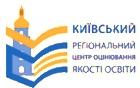 КИЇВСЬКИЙ
РЕГІОНАЛЬНИЙ
ЦЕНТР ОЦІНЮВАННЯ
ЯКОСТІ ОСВІТИ